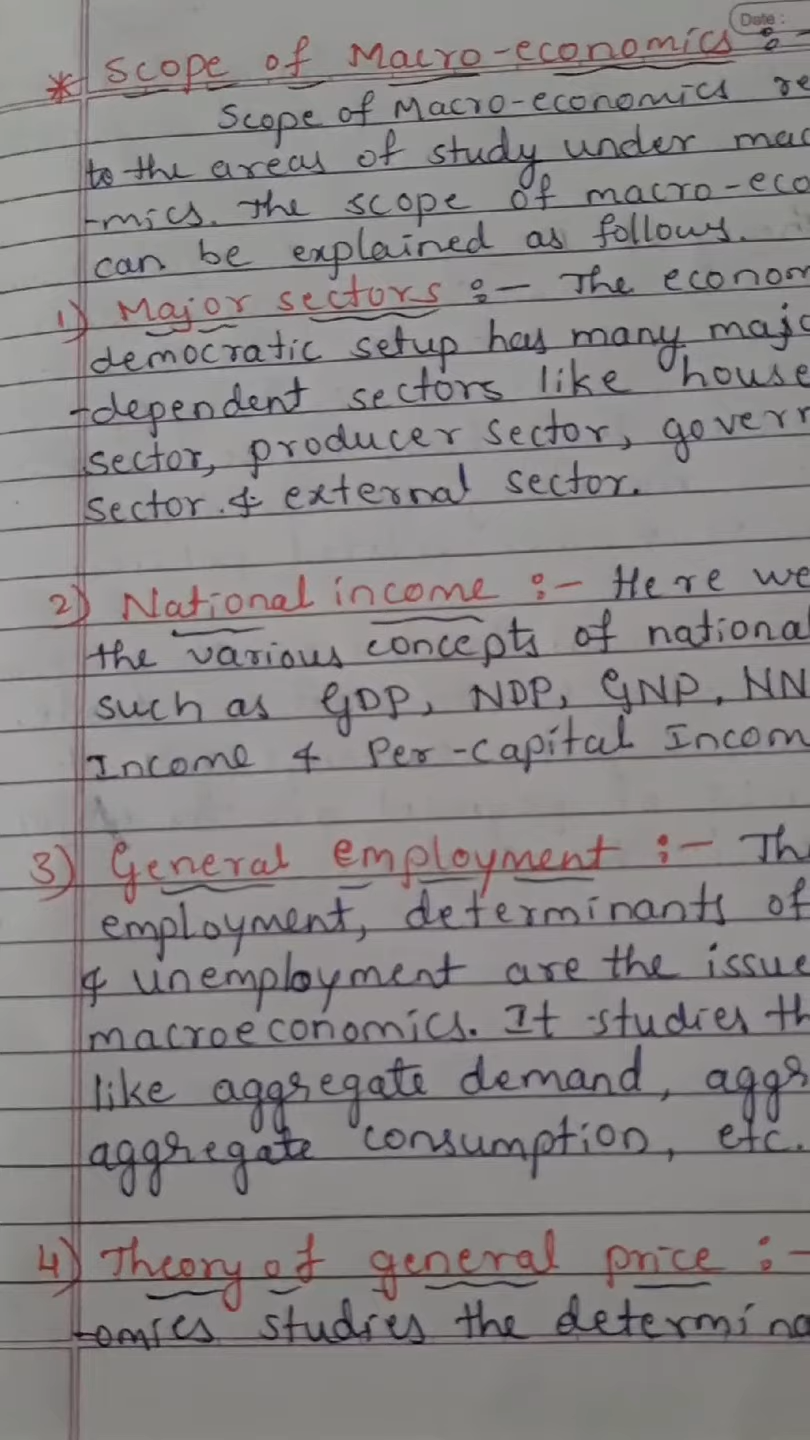 Date:
* Scope of Macro-economics :-
Scope of Macro-economics re
to the areas of study under mac
-mics. The scope of macro-eco
can be explained as follows.
1) Major sectors :- The econom
democratic setup has many majo
-dependent sectors like house
sector, producer sector, govern
sector. & external sector.
2) National income :- Here we
the various concepts of national
such as GDP, NDP, GNP, NN
Income & Per-capital Incom
3) General employment :- Th
employment, determinants of
& unemployment are the issue
macroeconomics. It studies th
like aggregate demand, aggr
aggregate consumption, etc.
4) Theory of general price :-
-omics studies the determina